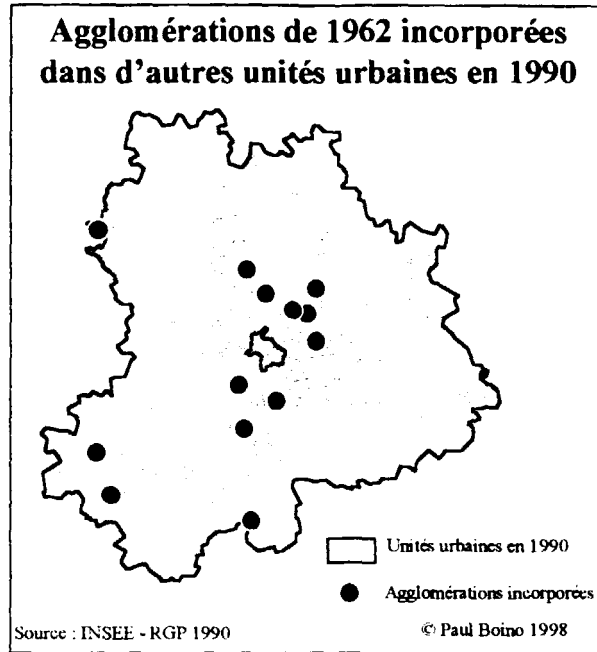 Agglomérations de 1962 incorporées
dans d'autres unités urbaines en 1990
Unités urbaines en 1990
Agglomérations incorporées
Source : INSEE - RGP 1990
© Paul Boino 1998